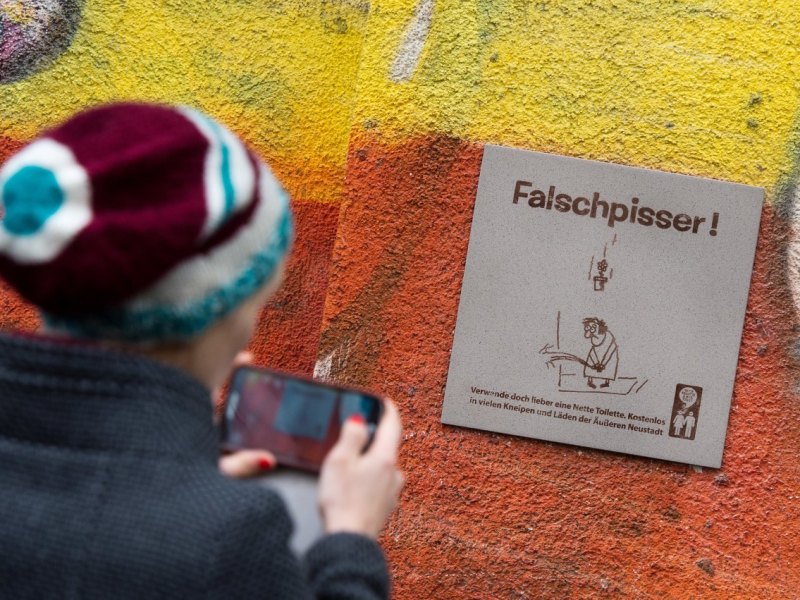 Falschpisser!
Verwende doch lieber eine Nette Toilette. Kostenlos
in vielen Kneipen und Läden der Äußeren Neustadt